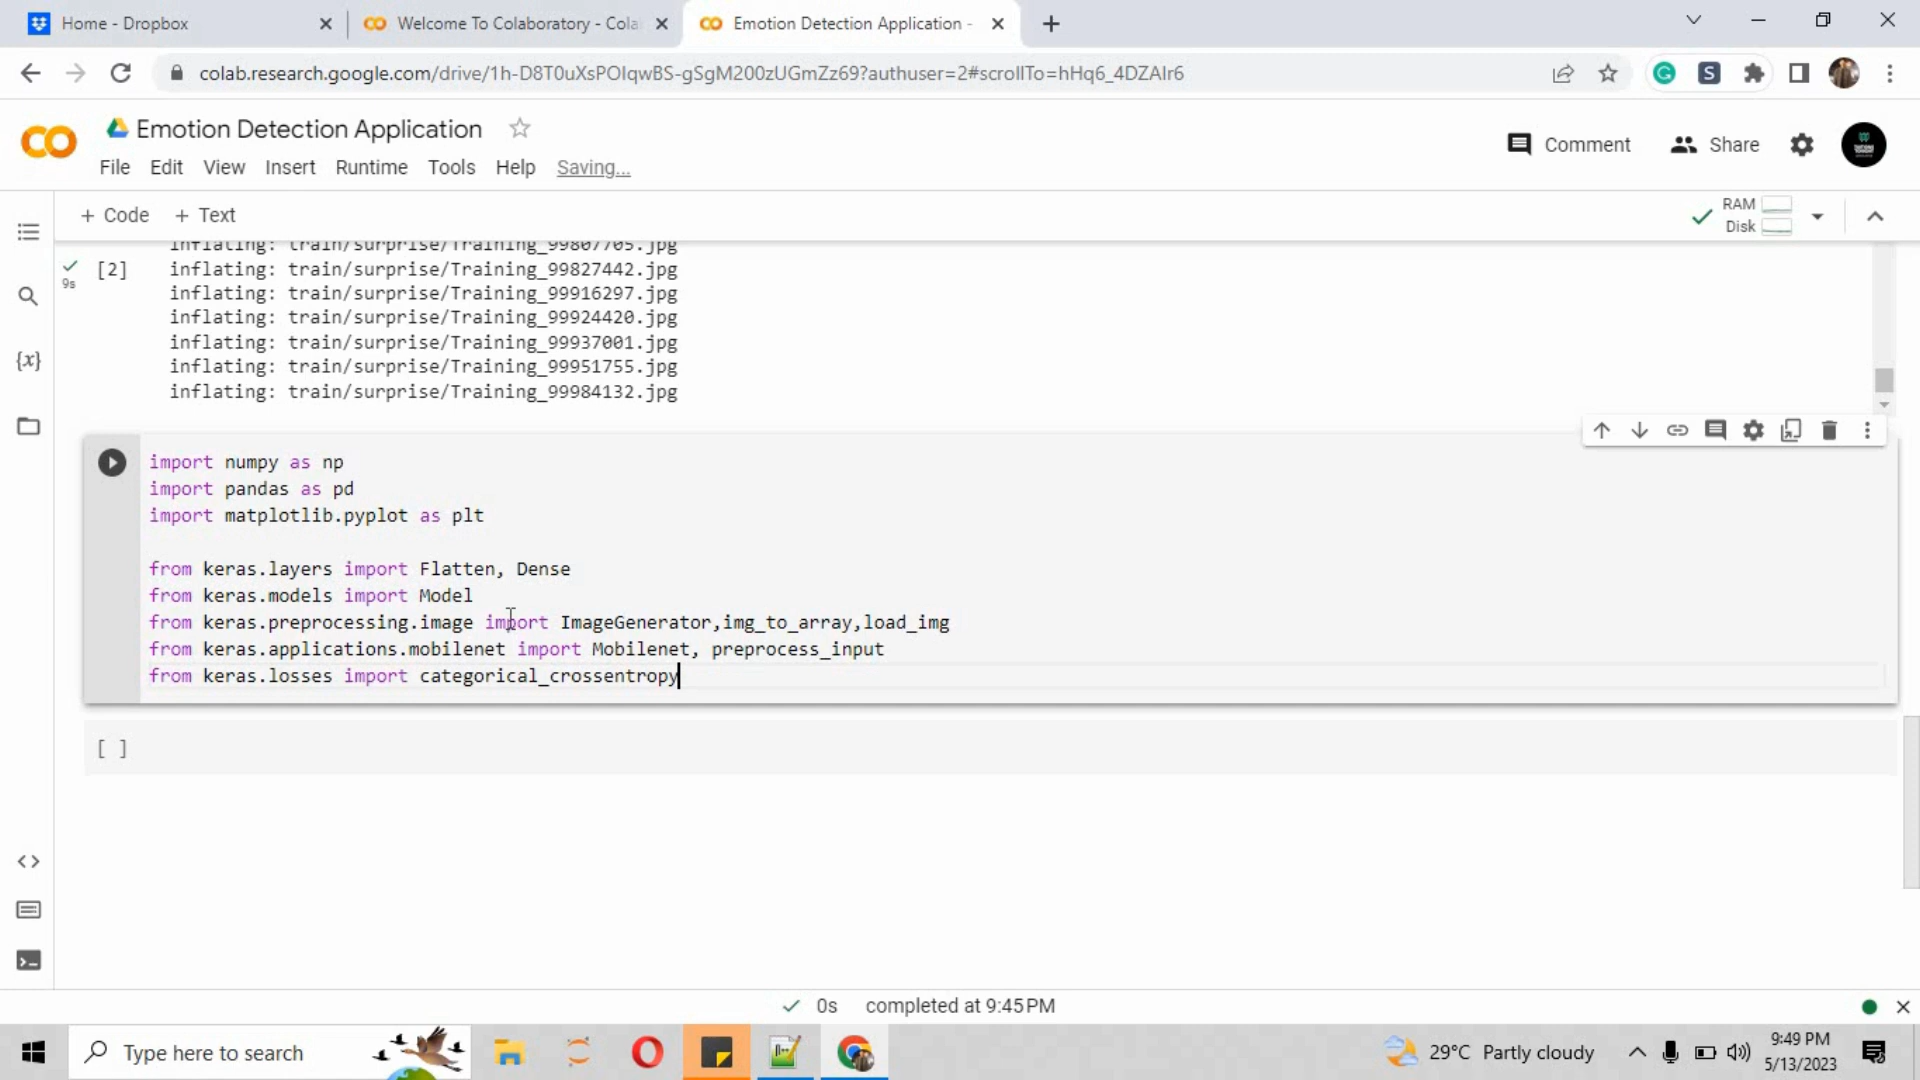 Home - Dropbox
Welcome To Colaboratory - Cola
Emotion Detection Application -
colab.research.google.com/drive/1h-D8T0uXsPOIqwBS-gSgM200zUGmZz69?authuser=2#scrollTo=hHq6_4DZAIr6
Emotion Detection Application
Comment
Share
File Edit View Insert Runtime Tools Help Saving...
+ Code + Text
RAM
Disk
inflating: train/surprise/Training_99807705.jpg
[2] inflating: train/surprise/Training_99827442.jpg
9s
inflating: train/surprise/Training_99916297.jpg
inflating: train/surprise/Training_99924420.jpg
inflating: train/surprise/Training_99937001.jpg
inflating: train/surprise/Training_99951755.jpg
inflating: train/surprise/Training_99984132.jpg
import numpy as np
import pandas as pd
import matplotlib.pyplot as plt
from keras.layers import Flatten, Dense
from keras.models import Model
from keras.preprocessing.image import ImageGenerator,img_to_array,load_img
from keras.applications.mobilenet import Mobilenet, preprocess_input
from keras.losses import categorical_crossentropy
[ ]
0s completed at 9:45 PM
Type here to search
29°C Partly cloudy
9:49 PM
5/13/2023